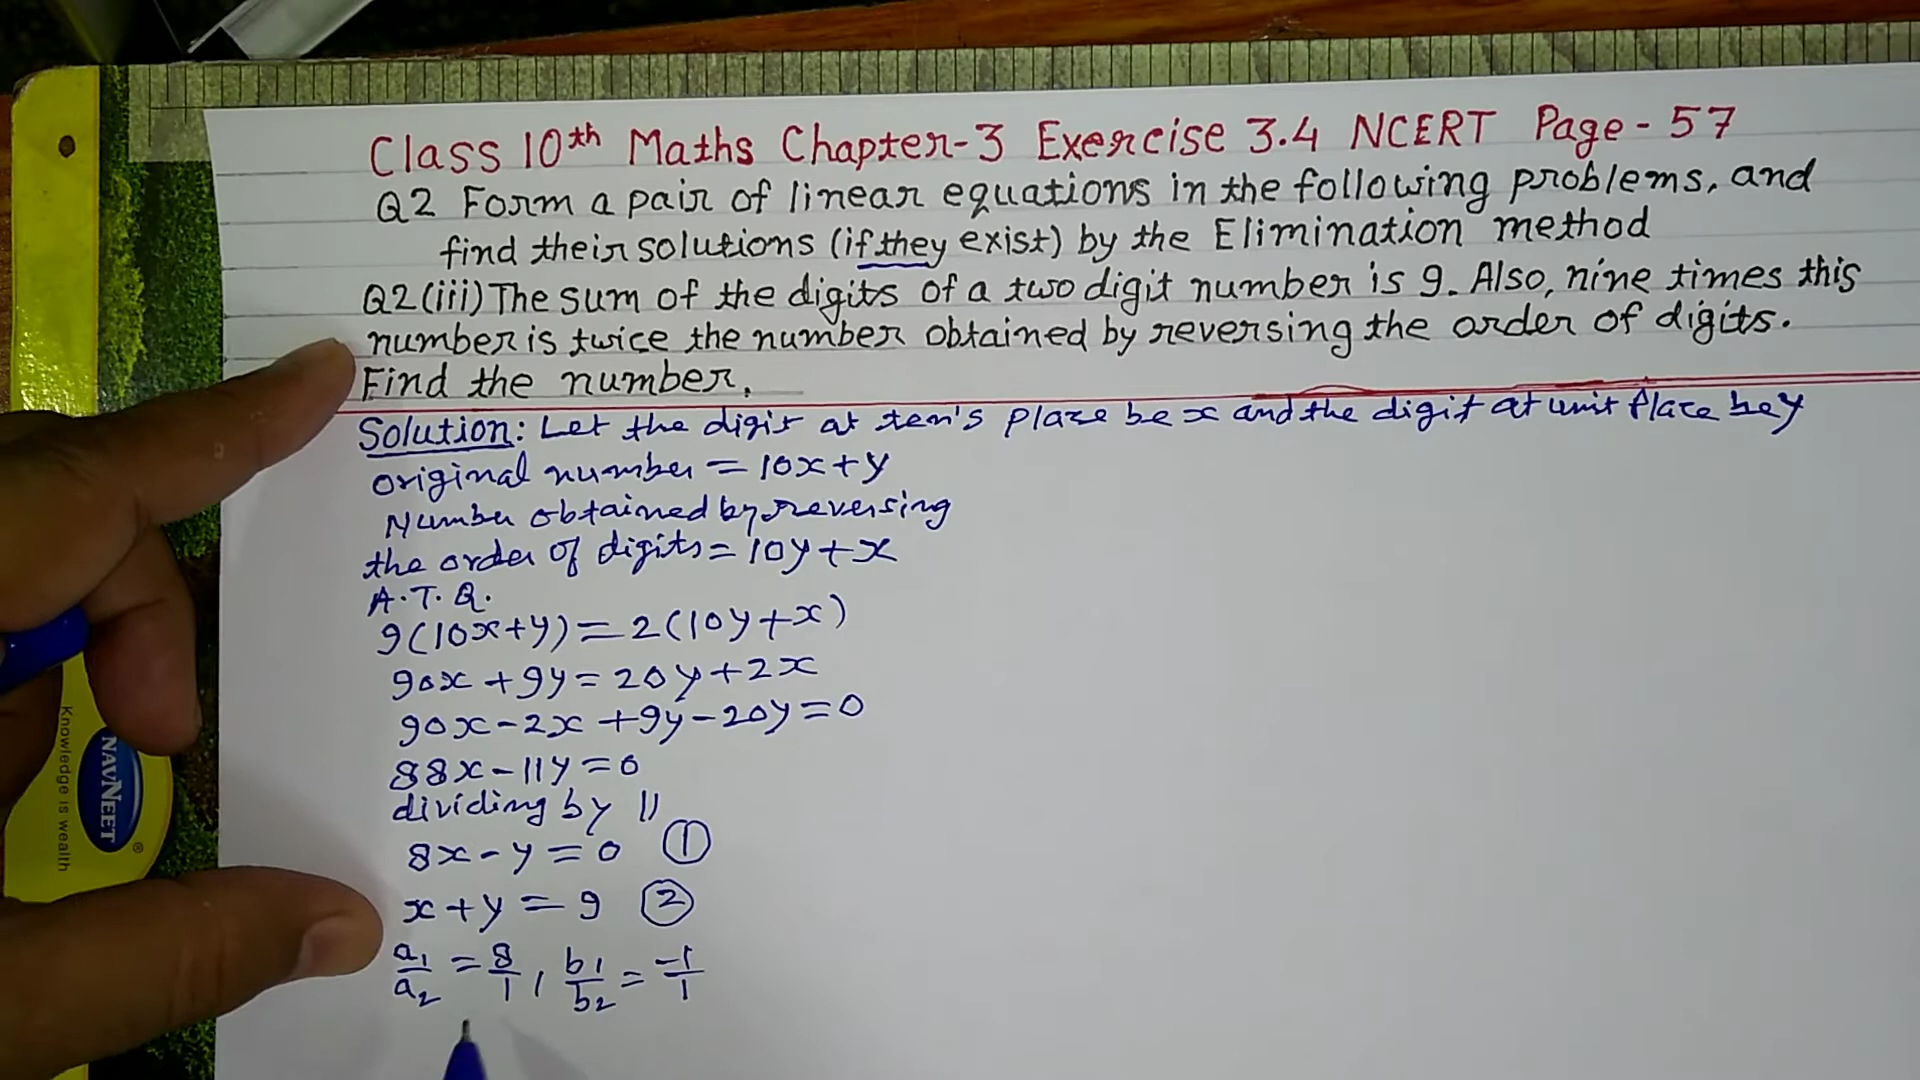 Class 10th Maths Chapter-3 Exercise 3.4 NCERT Page-57
Q2 Form a pair of linear equations in the following problems, and
find their solutions (if they exist) by the Elimination method
Q2(iii) The sum of the digits of a two digit number is 9. Also, nine times this
number is twice the number obtained by reversing the order of digits.
Find the number.
Solution: Let the digit at ten's place be x and the digit at unit place be y
original number = 10x+y
Number obtained by reversing
the order of digits = 10y+x
A.T.Q.
9(10x+y) = 2(10y+x)
90x+9y = 20y+2x
90x-2x+9y-20y=0
88x-11y=0
dividing by 11
8x-y=0 ①
x+y=9 ②
a₁/a₂ = 8/1, b₁/b₂ = -1/1
NAVNEET ®
Knowledge is wealth